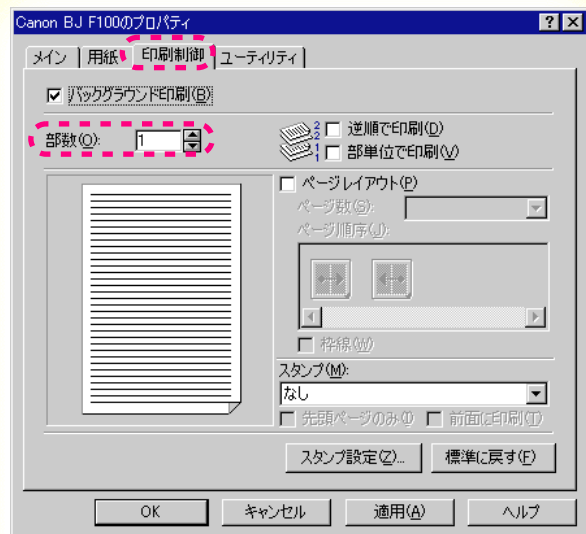 Canon BJ F100のプロパティ
メイン 用紙 印刷制御 ユーティリティ
バックグラウンド印刷(B)
部数(O): 1
2 2 1 1
逆順で印刷(D)
部単位で印刷(V)
ページレイアウト(P)
ページ数(S):
ページ順序(J):
枠線(W)
スタンプ(M):
なし
先頭ページのみ(I) 前面に印刷(T)
スタンプ設定(Z)... 標準に戻す(F)
OK キャンセル 適用(A) ヘルプ